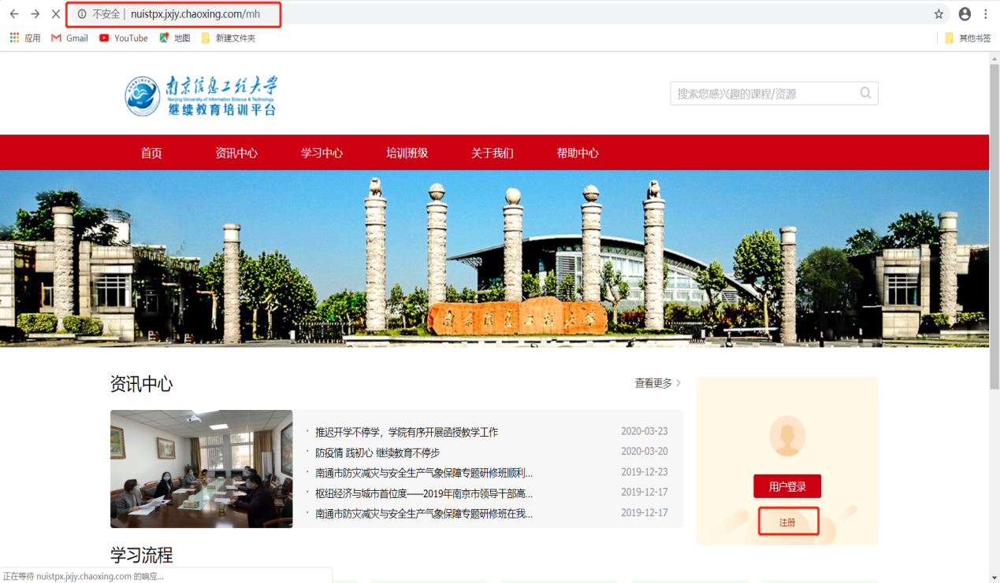 不安全 | nuistpx.jxjy.chaoxing.com/mh
应用 Gmail YouTube 地图 新建文件夹 其他书签
南京信息工程大学
Nanjing University of Information Science & Technology
继续教育培训平台
搜索您感兴趣的课程/资源
首页 资讯中心 学习中心 培训班级 关于我们 帮助中心
南京信息工程大学
资讯中心 查看更多
· 推迟开学不停学，学院有序开展函授教学工作 2020-03-23
· 防疫情 践初心 继续教育不停步 2020-03-20
· 南通市防灾减灾与安全生产气象保障专题研修班顺利... 2019-12-23
· 枢纽经济与城市首位度——2019年南京市领导干部高... 2019-12-17
· 南通市防灾减灾与安全生产气象保障专题研修班在我... 2019-12-17
用户登录
注册
学习流程
正在等待 nuistpx.jxjy.chaoxing.com 的响应...